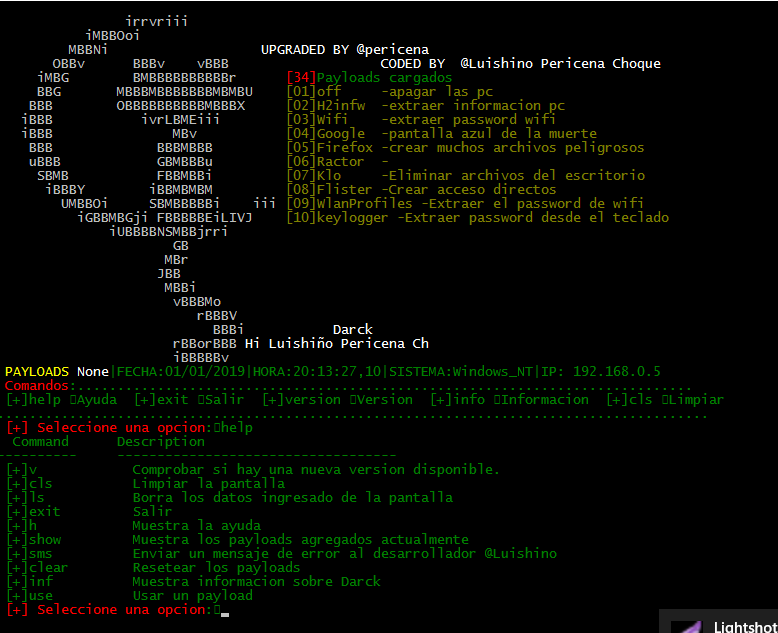 irrvriii
iMBBOoi
MBBNi UPGRADED BY @pericena
OBBv BBBv vBBB CODED BY @Luishino Pericena Choque
iMBG BMBBBBBBBBBr [34]Payloads cargados
BBG MBBBMBBBBBBBMBMBU [01]off -apagar las pc
BBB OBBBBBBBBBBMBBBX [02]H2infw -extraer informacion pc
iBBB ivrLBMEiii [03]Wifi -extraer password wifi
iBBB MBv [04]Google -pantalla azul de la muerte
BBB BBBMBBB [05]Firefox -crear muchos archivos peligrosos
uBBB GBMBBBu [06]Ractor -
SBMB FBBMBBi [07]Klo -Eliminar archivos del escritorio
iBBBY iBBMBMBM [08]Flister -Crear acceso directos
UMBBOi SBMBBBBBi iii [09]WlanProfiles -Extraer el password de wifi
iGBBMBGji FBBBBBEiLIVJ [10]keylogger -Extraer password desde el teclado
iUBBBBNSMBBjrri
GB
MBr
JBB
MBBi
vBBBMo
rBBBV
BBBi Darck
rBBorBBB Hi Luishiño Pericena Ch
iBBBBBv
PAYLOADS None|FECHA:01/01/2019|HORA:20:13:27,10|SISTEMA:Windows_NT|IP: 192.168.0.5
Comandos:.............................................................................
[+]help ▯Ayuda [+]exit ▯Salir [+]version ▯Version [+]info ▯Informacion [+]cls ▯Limpiar
........................................................................................
[+] Seleccione una opcion:▯help
Command Description
---------- -----------------------------------
[+]v Comprobar si hay una nueva version disponible.
[+]cls Limpiar la pantalla
[+]ls Borra los datos ingresado de la pantalla
[+]exit Salir
[+]h Muestra la ayuda
[+]show Muestra los payloads agregados actualmente
[+]sms Enviar un mensaje de error al desarrollador @Luishino
[+]clear Resetear los payloads
[+]inf Muestra informacion sobre Darck
[+]use Usar un payload
[+] Seleccione una opcion:▯_
Lightshot